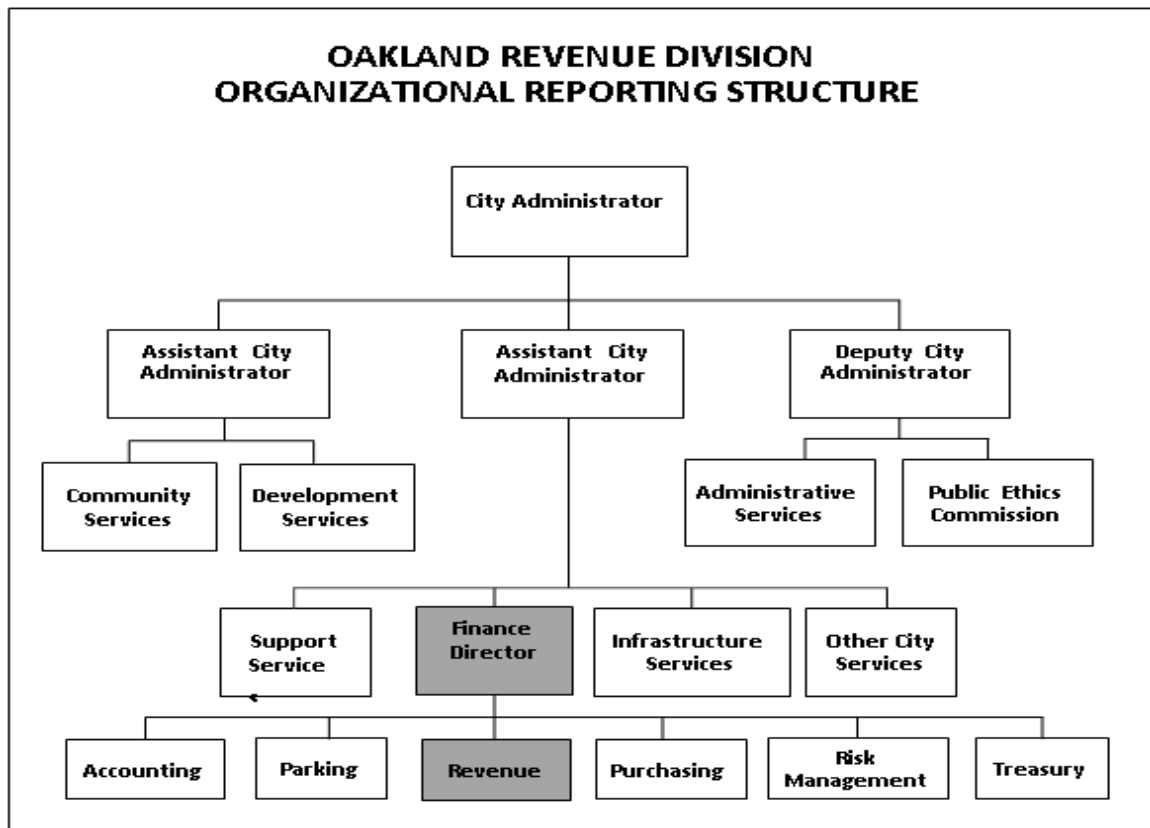 OAKLAND REVENUE DIVISION
ORGANIZATIONAL REPORTING STRUCTURE
City Administrator
Assistant City
Administrator
Assistant City
Administrator
Deputy City
Administrator
Community
Services
Development
Services
Administrative
Services
Public Ethics
Commission
Support
Service
Finance
Director
Infrastructure
Services
Other City
Services
Accounting
Parking
Revenue
Purchasing
Risk
Management
Treasury